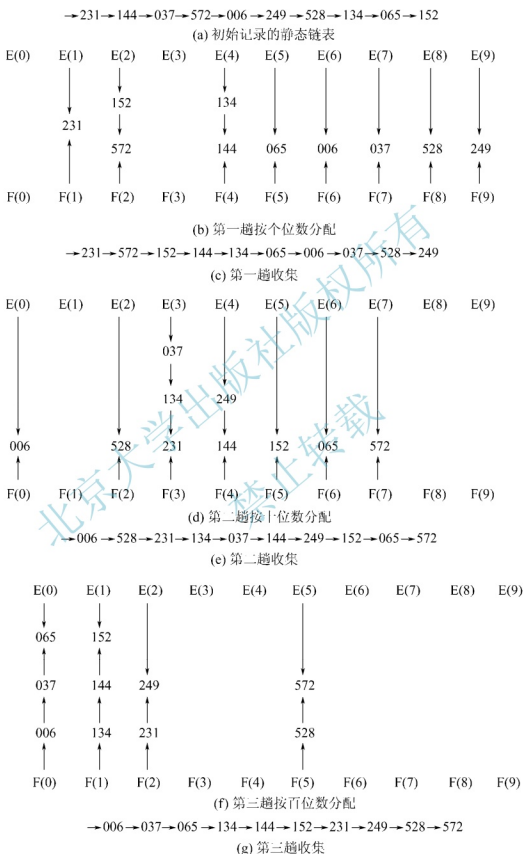 →231→144→037→572→006→249→528→134→065→152
(a) 初始记录的静态链表
E(0) E(1) E(2) E(3) E(4) E(5) E(6) E(7) E(8) E(9)
152 134
231
572 144 065 006 037 528 249
F(0) F(1) F(2) F(3) F(4) F(5) F(6) F(7) F(8) F(9)
(b) 第一趟按个位数分配
→231→572→152→144→134→065→006→037→528→249
(c) 第一趟收集
E(0) E(1) E(2) E(3) E(4) E(5) E(6) E(7) E(8) E(9)
037
134 249
006 528 231 144 152 065 572
F(0) F(1) F(2) F(3) F(4) F(5) F(6) F(7) F(8) F(9)
(d) 第二趟按十位数分配
→006→528→231→134→037→144→249→152→065→572
(e) 第二趟收集
E(0) E(1) E(2) E(3) E(4) E(5) E(6) E(7) E(8) E(9)
065 152
037 144 249 572
006 134 231 528
F(0) F(1) F(2) F(3) F(4) F(5) F(6) F(7) F(8) F(9)
(f) 第三趟按百位数分配
→006→037→065→134→144→152→231→249→528→572
(g) 第三趟收集
北京大学出版社版权所有
禁止转载